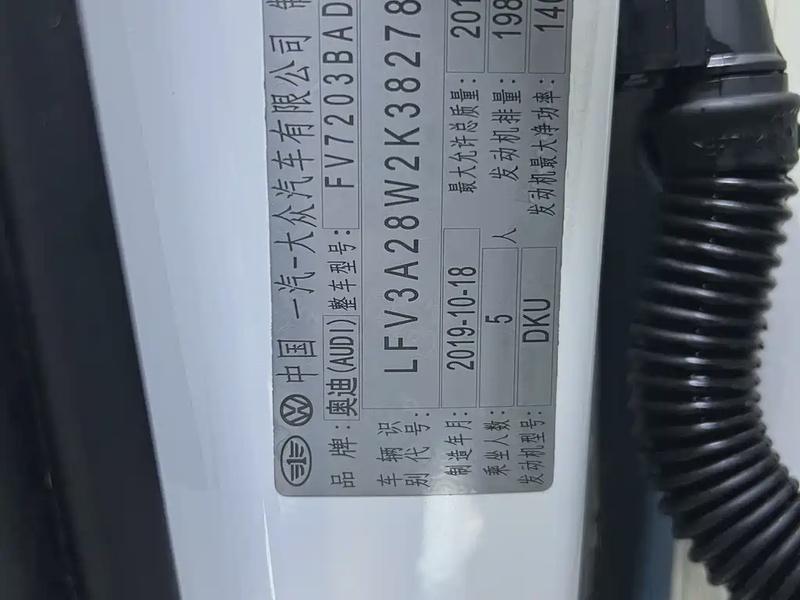 中国 一汽-大众汽车有限公司
品牌: 奥迪(AUDI) 整车型号: FV7203BAD
车辆识别代号: LFV3A28W2K38278
制造年月: 2019-10-18 最大允许总质量: 201
乘坐人数: 5 人 发动机排量: 198
发动机型号: DKU 发动机最大净功率: 140